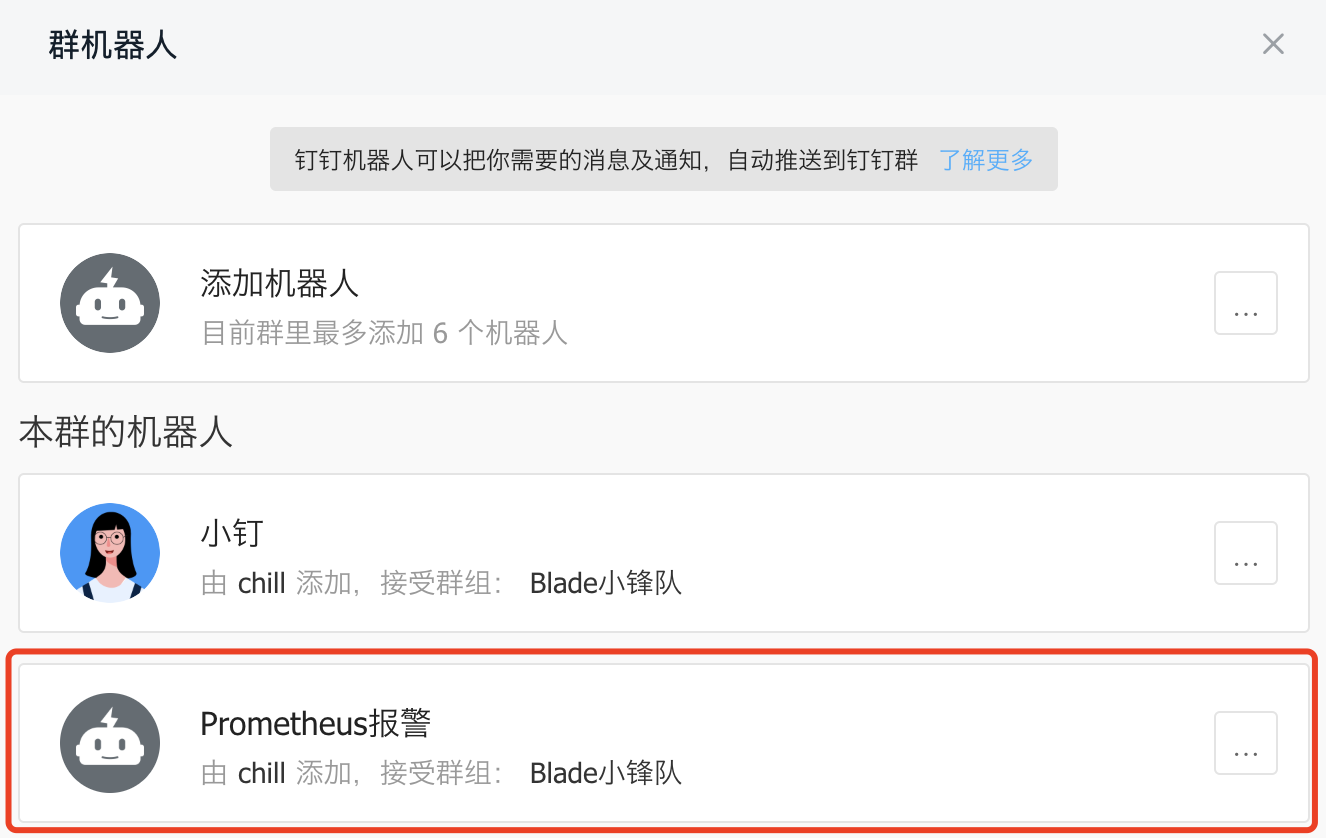 群机器人
钉钉机器人可以把你需要的消息及通知，自动推送到钉钉群 了解更多
添加机器人
目前群里最多添加 6 个机器人
...
本群的机器人
小钉
由 chill 添加，接受群组： Blade小锋队
...
Prometheus报警
由 chill 添加，接受群组： Blade小锋队
...